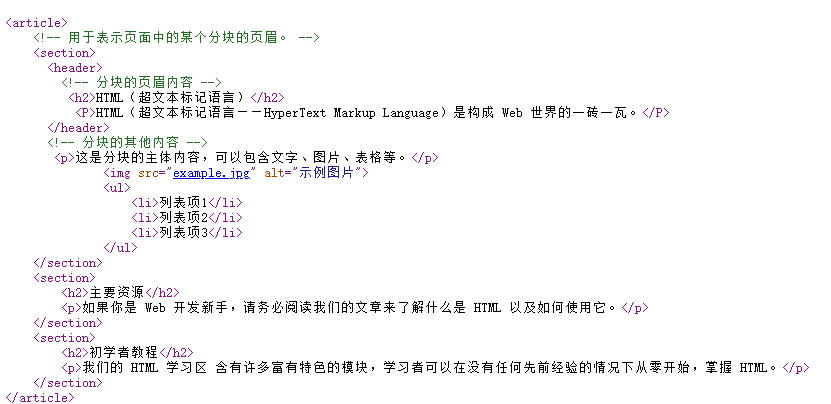 <article>
<!-- 用于表示页面中的某个分块的页眉。 -->
<section>
<header>
<!-- 分块的页眉内容 -->
<h2>HTML（超文本标记语言）</h2>
<P>HTML（超文本标记语言——HyperText Markup Language）是构成 Web 世界的一砖一瓦。</P>
</header>
<!-- 分块的其他内容 -->
<p>这是分块的主体内容，可以包含文字、图片、表格等。</p>
<img src="example.jpg" alt="示例图片">
<ul>
<li>列表项1</li>
<li>列表项2</li>
<li>列表项3</li>
</ul>
</section>
<section>
<h2>主要资源</h2>
<p>如果你是 Web 开发新手，请务必阅读我们的文章来了解什么是 HTML 以及如何使用它。</p>
</section>
<section>
<h2>初学者教程</h2>
<p>我们的 HTML 学习区 含有许多富有特色的模块，学习者可以在没有任何先前经验的情况下从零开始，掌握 HTML。</p>
</section>
</article>